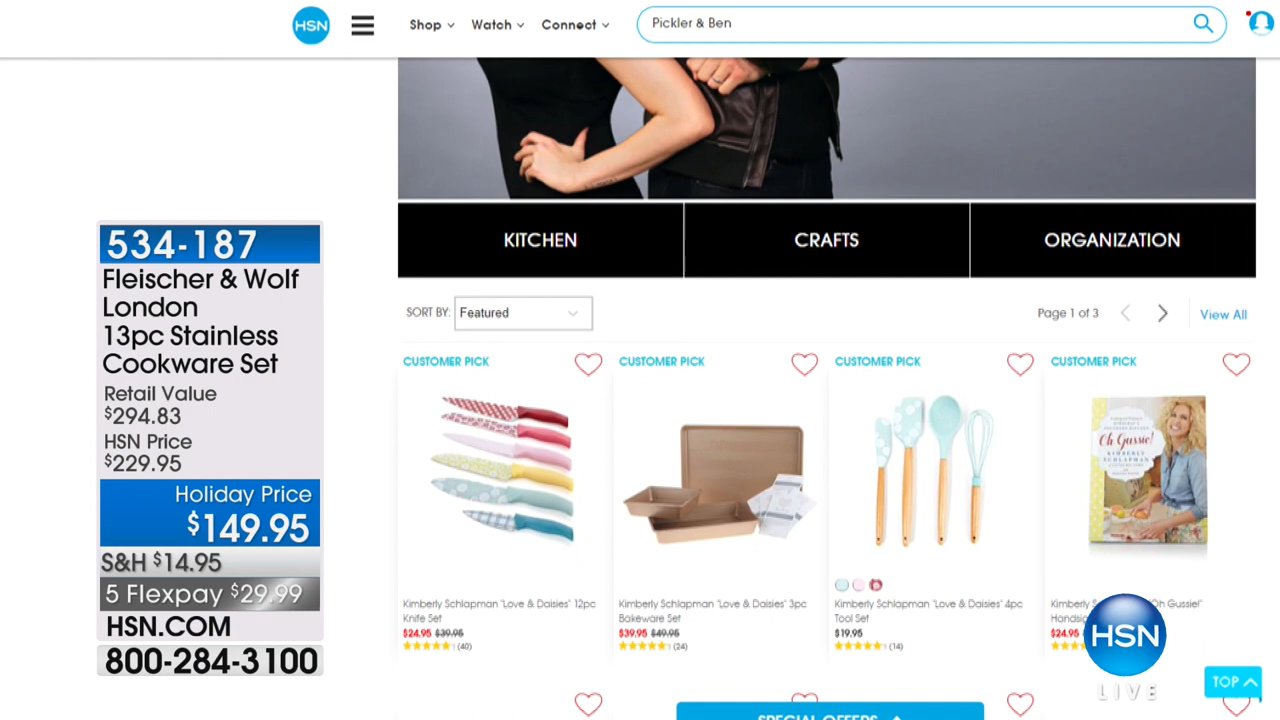 HSN
Shop
Watch
Connect
Pickler & Ben
KITCHEN
CRAFTS
ORGANIZATION
SORT BY:
Featured
Page 1 of 3
View All
534-187
Fleischer & Wolf
London
13pc Stainless
Cookware Set
Retail Value
$294.83
HSN Price
$229.95
Holiday Price
$149.95
S&H $14.95
5 Flexpay $29.99
HSN.COM
800-284-3100
CUSTOMER PICK
Kimberly Schlapman "Love & Daisies" 12pc
Knife Set
$24.95 $39.95
(40)
CUSTOMER PICK
Kimberly Schlapman "Love & Daisies" 3pc
Bakeware Set
$39.95 $49.95
(24)
CUSTOMER PICK
Kimberly Schlapman "Love & Daisies" 4pc
Tool Set
$19.95
(14)
CUSTOMER PICK
Oh Gussie!
KIMBERLY
SCHLAPMAN
"Oh Gussie!"
$24.95
HSN
LIVE
TOP
SPECIAL OFFERS